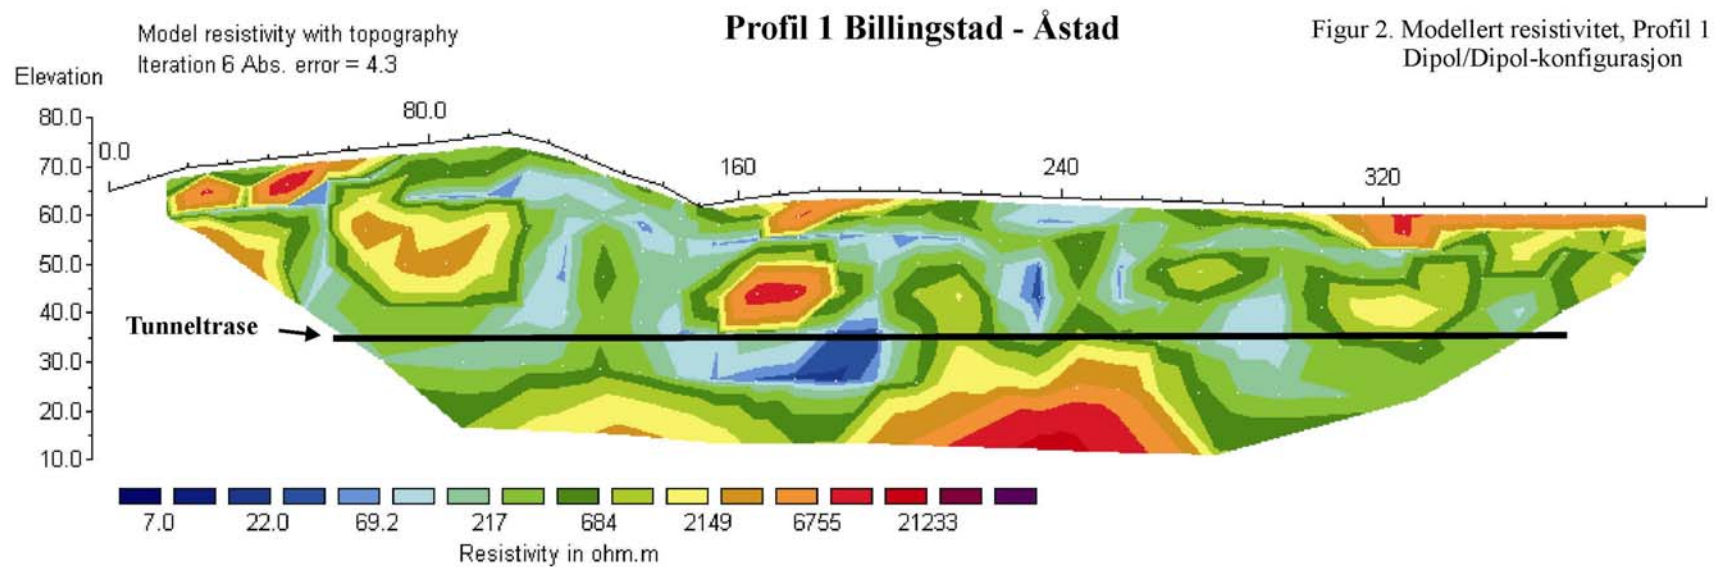 Profil 1 Billingstad - Åstad
Figur 2. Modellert resistivitet, Profil 1
Dipol/Dipol-konfigurasjon
Model resistivity with topography
Iteration 6 Abs. error = 4.3
Elevation
80.0
70.0
60.0
50.0
40.0
30.0
20.0
10.0
0.0
80.0
160
240
320
Tunneltrase
7.0 22.0 69.2 217 684 2149 6755 21233
Resistivity in ohm.m